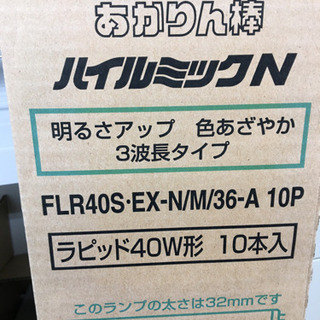 あかりん棒
ハイルミックN
明るさアップ 色あざやか
3波長タイプ
FLR40S・EX-N/M/36-A 10P
ラピッド40W形 10本入
このランプの太さは32mmです